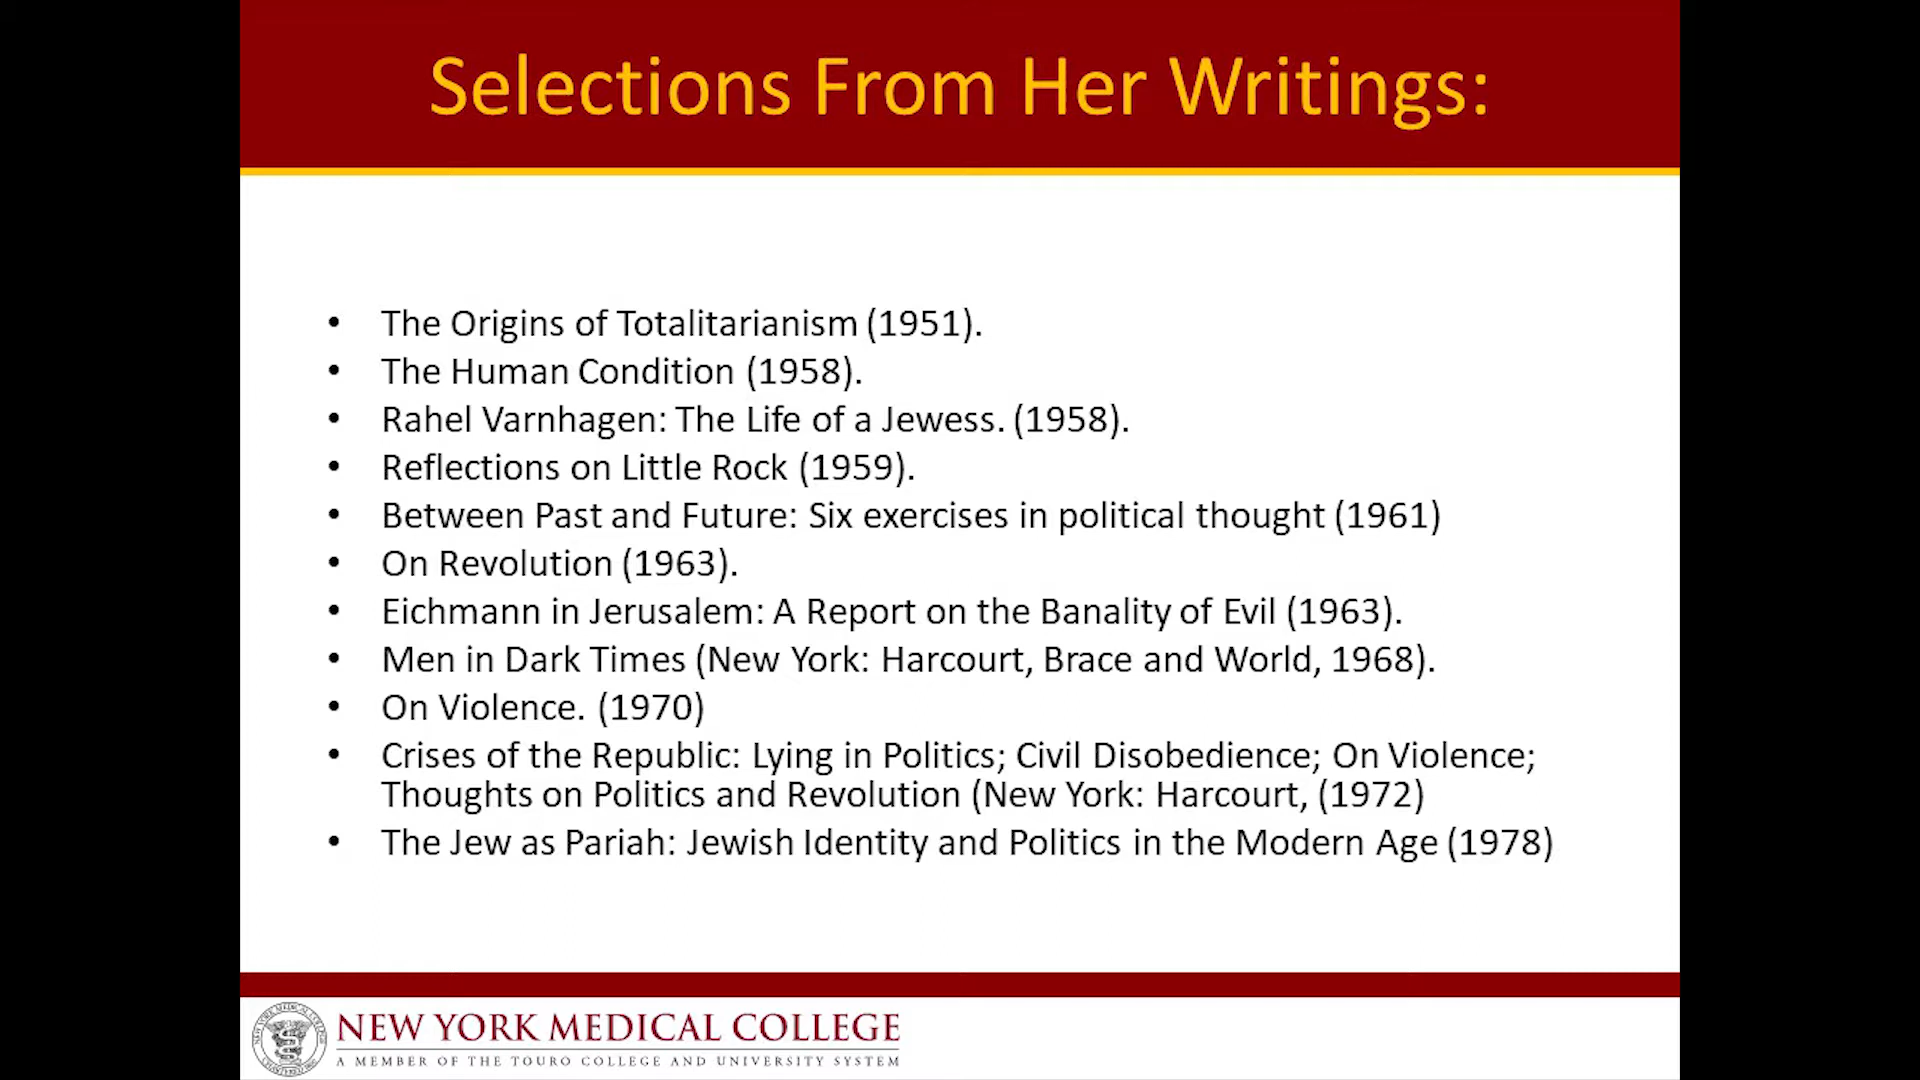 Selections From Her Writings:
• The Origins of Totalitarianism (1951).
• The Human Condition (1958).
• Rahel Varnhagen: The Life of a Jewess. (1958).
• Reflections on Little Rock (1959).
• Between Past and Future: Six exercises in political thought (1961)
• On Revolution (1963).
• Eichmann in Jerusalem: A Report on the Banality of Evil (1963).
• Men in Dark Times (New York: Harcourt, Brace and World, 1968).
• On Violence. (1970)
• Crises of the Republic: Lying in Politics; Civil Disobedience; On Violence;
Thoughts on Politics and Revolution (New York: Harcourt, (1972)
• The Jew as Pariah: Jewish Identity and Politics in the Modern Age (1978)
NEW YORK MEDICAL COLLEGE
A MEMBER OF THE TOURO COLLEGE AND UNIVERSITY SYSTEM